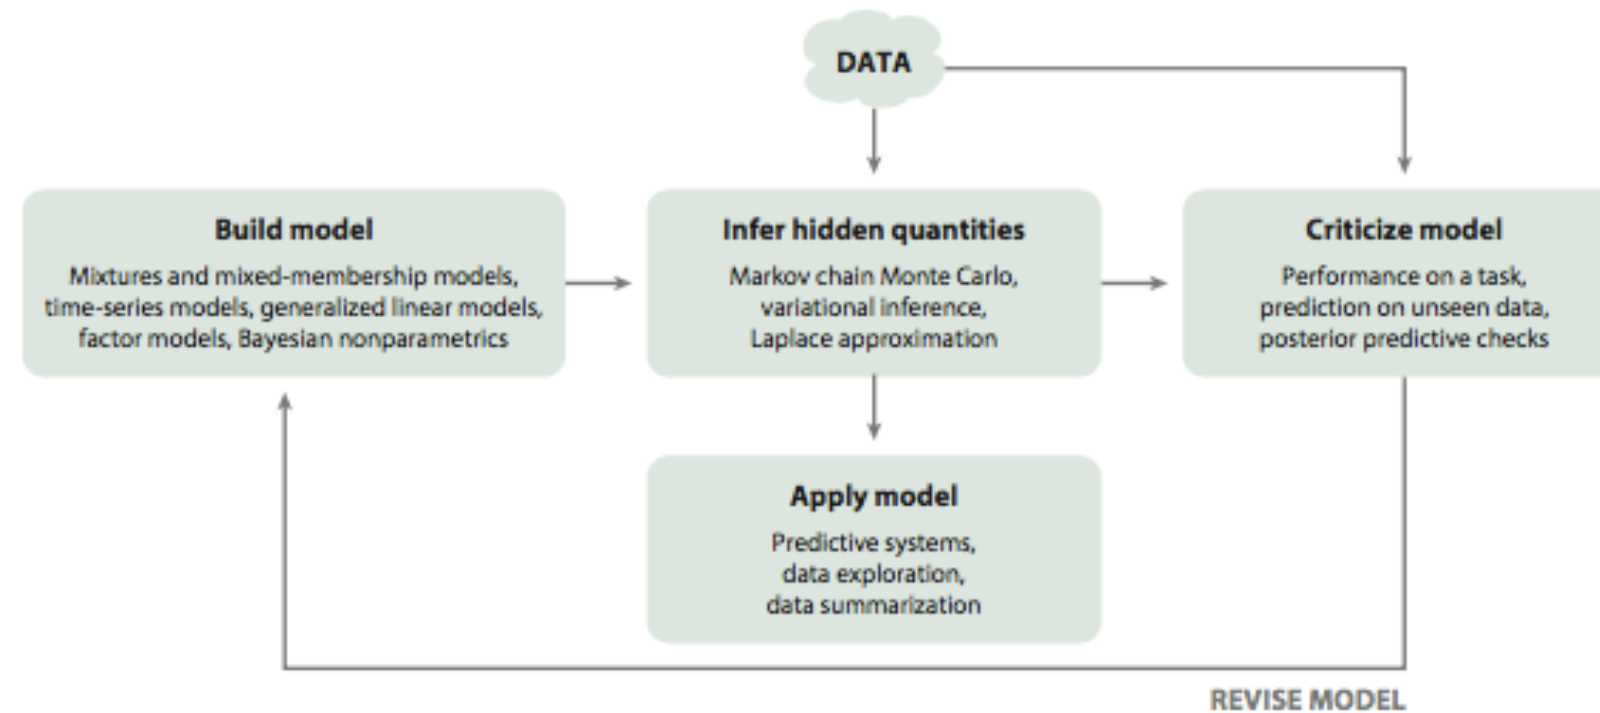 DATA
Build model
Mixtures and mixed-membership models,
time-series models, generalized linear models,
factor models, Bayesian nonparametrics
Infer hidden quantities
Markov chain Monte Carlo,
variational inference,
Laplace approximation
Criticize model
Performance on a task,
prediction on unseen data,
posterior predictive checks
Apply model
Predictive systems,
data exploration,
data summarization
REVISE MODEL